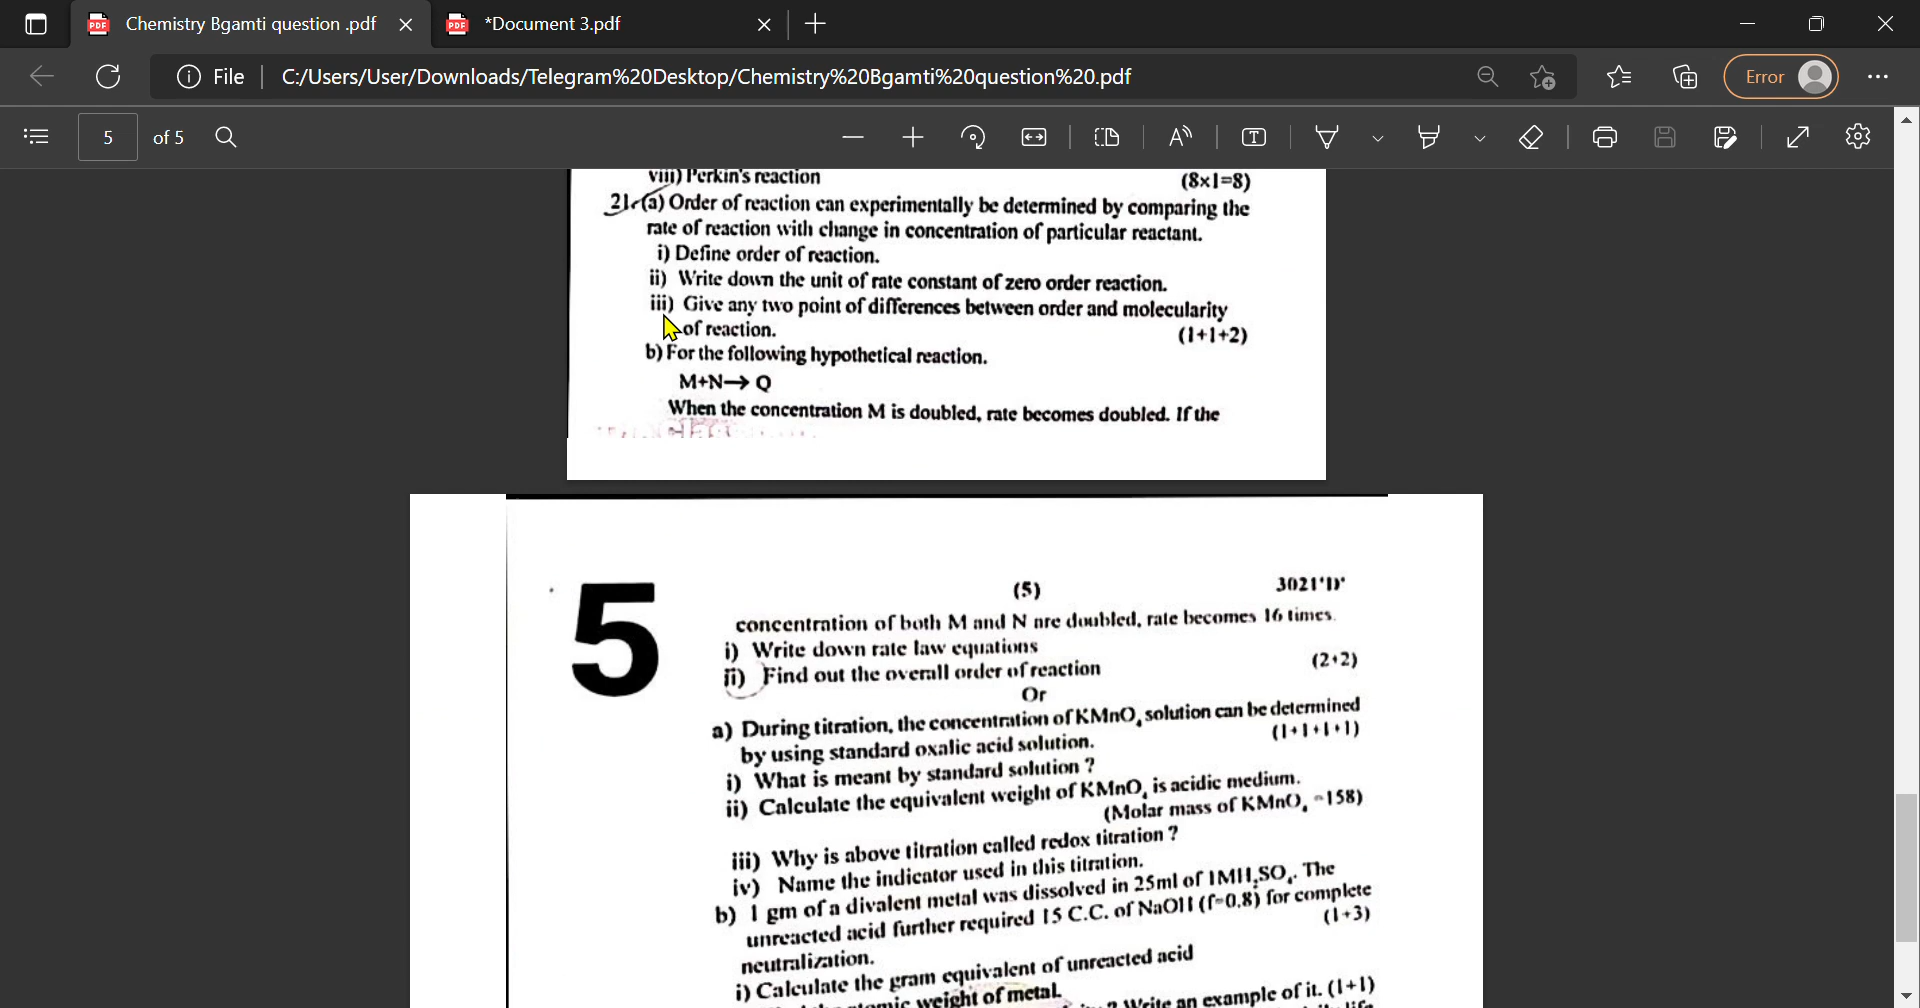 Chemistry Bgamti question .pdf
*Document 3.pdf
File
C:/Users/User/Downloads/Telegram%20Desktop/Chemistry%20Bgamti%20question%20.pdf
Error
5 of 5
viii) Perkin's reaction (8×1=8)
21.(a) Order of reaction can experimentally be determined by comparing the
rate of reaction with change in concentration of particular reactant.
i) Define order of reaction.
ii) Write down the unit of rate constant of zero order reaction.
iii) Give any two point of differences between order and molecularity
of reaction. (1+1+2)
b) For the following hypothetical reaction.
M+N→ Q
When the concentration M is doubled, rate becomes doubled. If the
5
(5) 3021'D'
concentration of both M and N are doubled, rate becomes 16 times.
i) Write down rate law equations
ii) Find out the overall order of reaction (2+2)
Or
a) During titration, the concentration of KMnO₄ solution can be determined
by using standard oxalic acid solution. (1+1+1+1)
i) What is meant by standard solution ?
ii) Calculate the equivalent weight of KMnO₄ is acidic medium.
(Molar mass of KMnO₄ =158)
iii) Why is above titration called redox titration ?
iv) Name the indicator used in this titration.
b) 1 gm of a divalent metal was dissolved in 25ml of 1MH₂SO₄. The
unreacted acid further required 15 C.C. of NaOH (f=0.8) for complete
neutralization. (1+3)
i) Calculate the gram equivalent of unreacted acid
weight of metal.
? Write an example of it. (1+1)